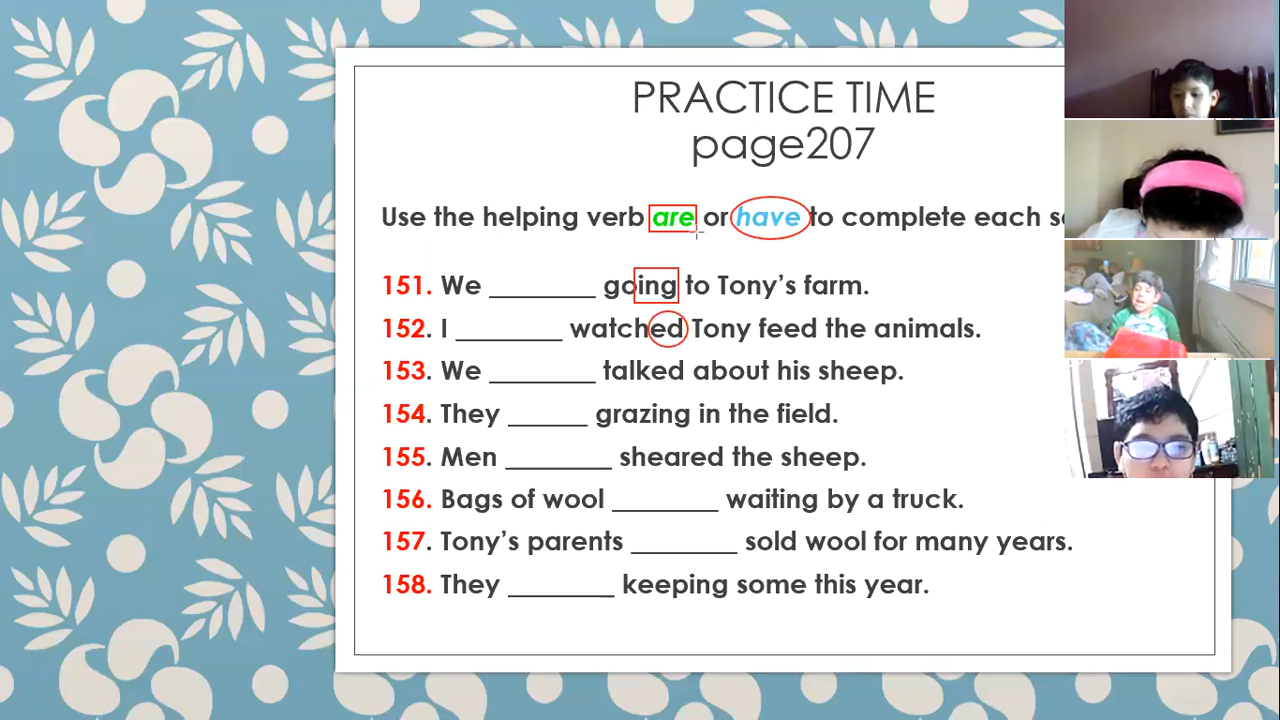 PRACTICE TIME
page207
Use the helping verb are or have to complete each
151. We ________ going to Tony's farm.
152. I ________ watched Tony feed the animals.
153. We ________ talked about his sheep.
154. They ______ grazing in the field.
155. Men ________ sheared the sheep.
156. Bags of wool ________ waiting by a truck.
157. Tony's parents ________ sold wool for many years.
158. They ________ keeping some this year.